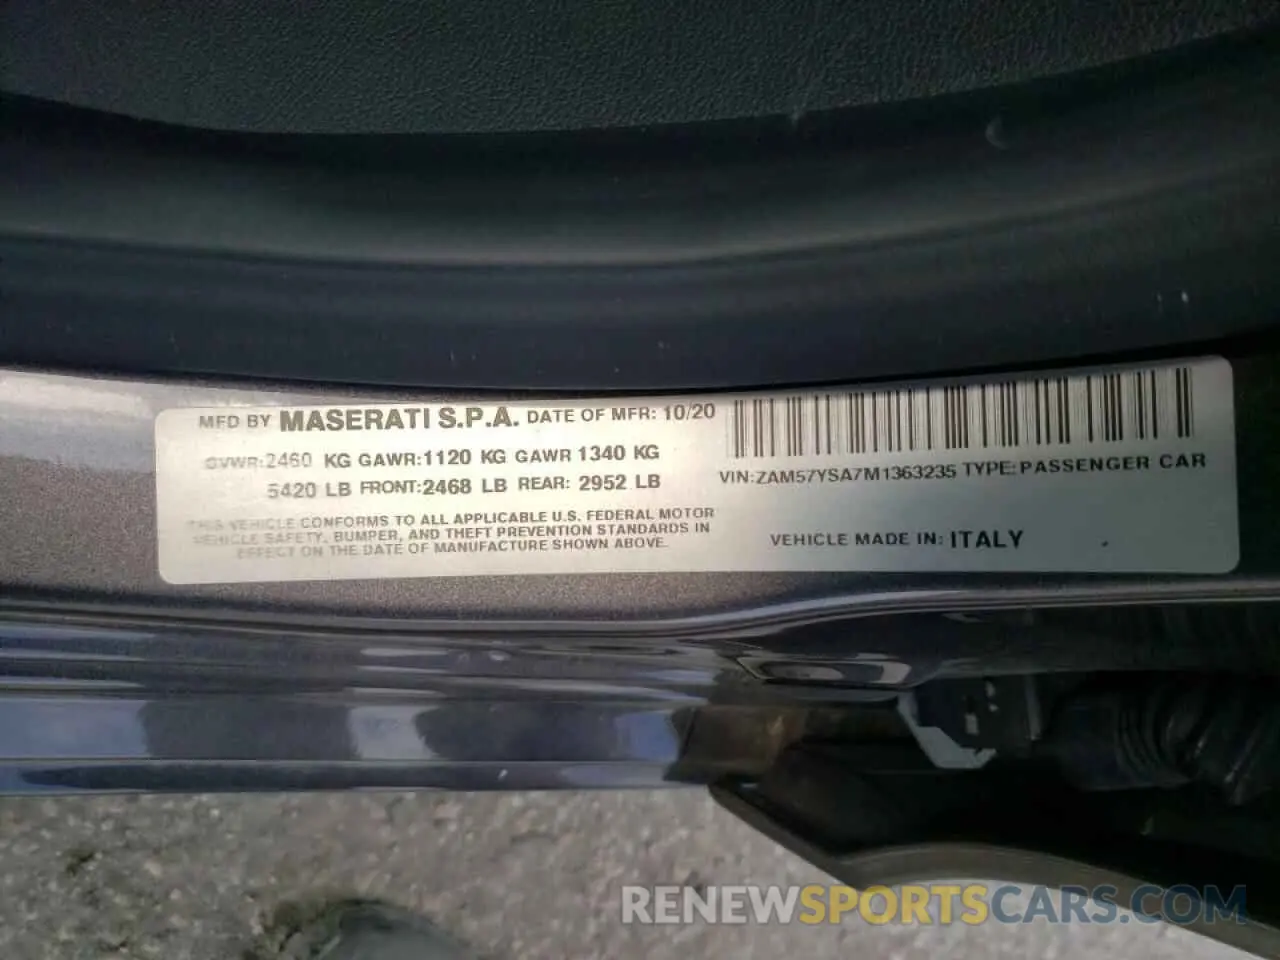 MFD BY MASERATI S.P.A. DATE OF MFR: 10/20
GVWR:2460 KG GAWR:1120 KG GAWR 1340 KG
5420 LB FRONT:2468 LB REAR: 2952 LB
THIS VEHICLE CONFORMS TO ALL APPLICABLE U.S. FEDERAL MOTOR
VEHICLE SAFETY, BUMPER, AND THEFT PREVENTION STANDARDS IN
EFFECT ON THE DATE OF MANUFACTURE SHOWN ABOVE.
VIN:ZAM57YSA7M1363235 TYPE:PASSENGER CAR
VEHICLE MADE IN: ITALY
RENEWSPORTSCARS.COM